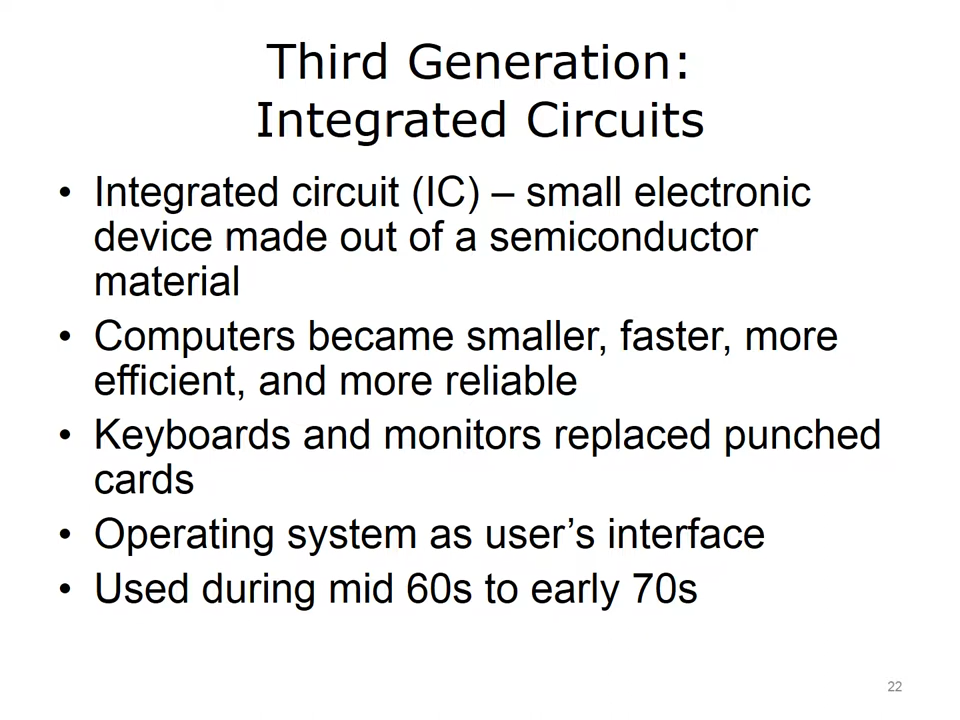 Third Generation:
Integrated Circuits
• Integrated circuit (IC) – small electronic
device made out of a semiconductor
material
• Computers became smaller, faster, more
efficient, and more reliable
• Keyboards and monitors replaced punched
cards
• Operating system as user’s interface
• Used during mid 60s to early 70s
22